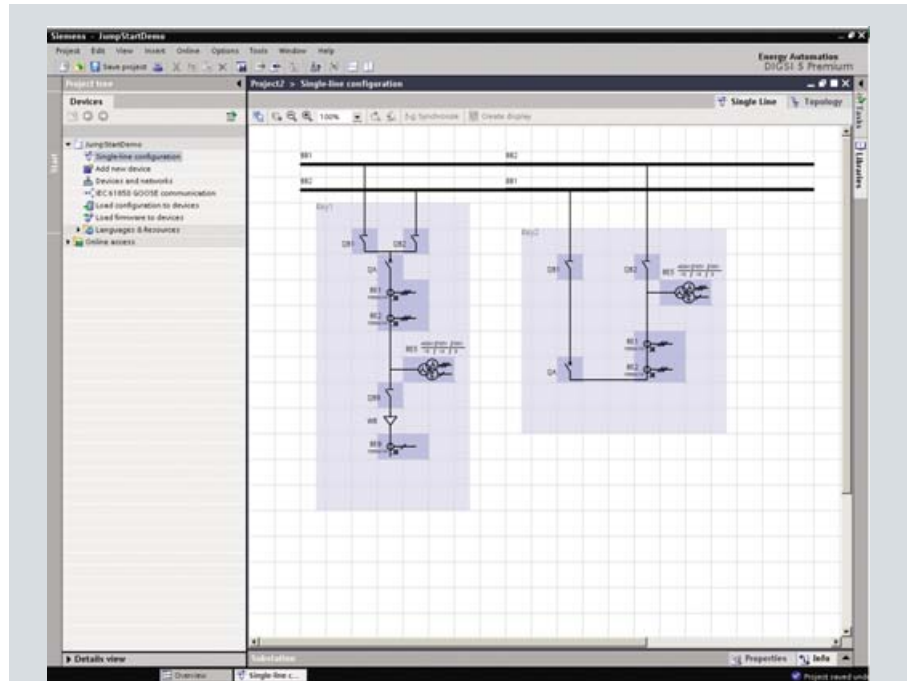 Siemens - JumpStartDemo
Project Edit View Insert Online Options Tools Window Help
Save project
Energy Automation
DIGSI 5 Premium
Project tree
Project2 > Single-line configuration
Devices
Single Line Topology
100% Synchronize Create display
JumpStartDemo
Single-line configuration
Add new device
Devices and networks
IEC 61850 GOOSE communication
Load configuration to devices
Load firmware to devices
Languages & Resources
Online access
Start
Tasks
Libraries
BB1 BB2
BB2 BB1
Bay1
Bay2
QB1 QB2
QA
BE1
BE2
BE5
QB9
QB1 QB2 BE5
BE1
QA BE2
Substation
Details view
Properties Info
Overview Single-line c...
Project saved und